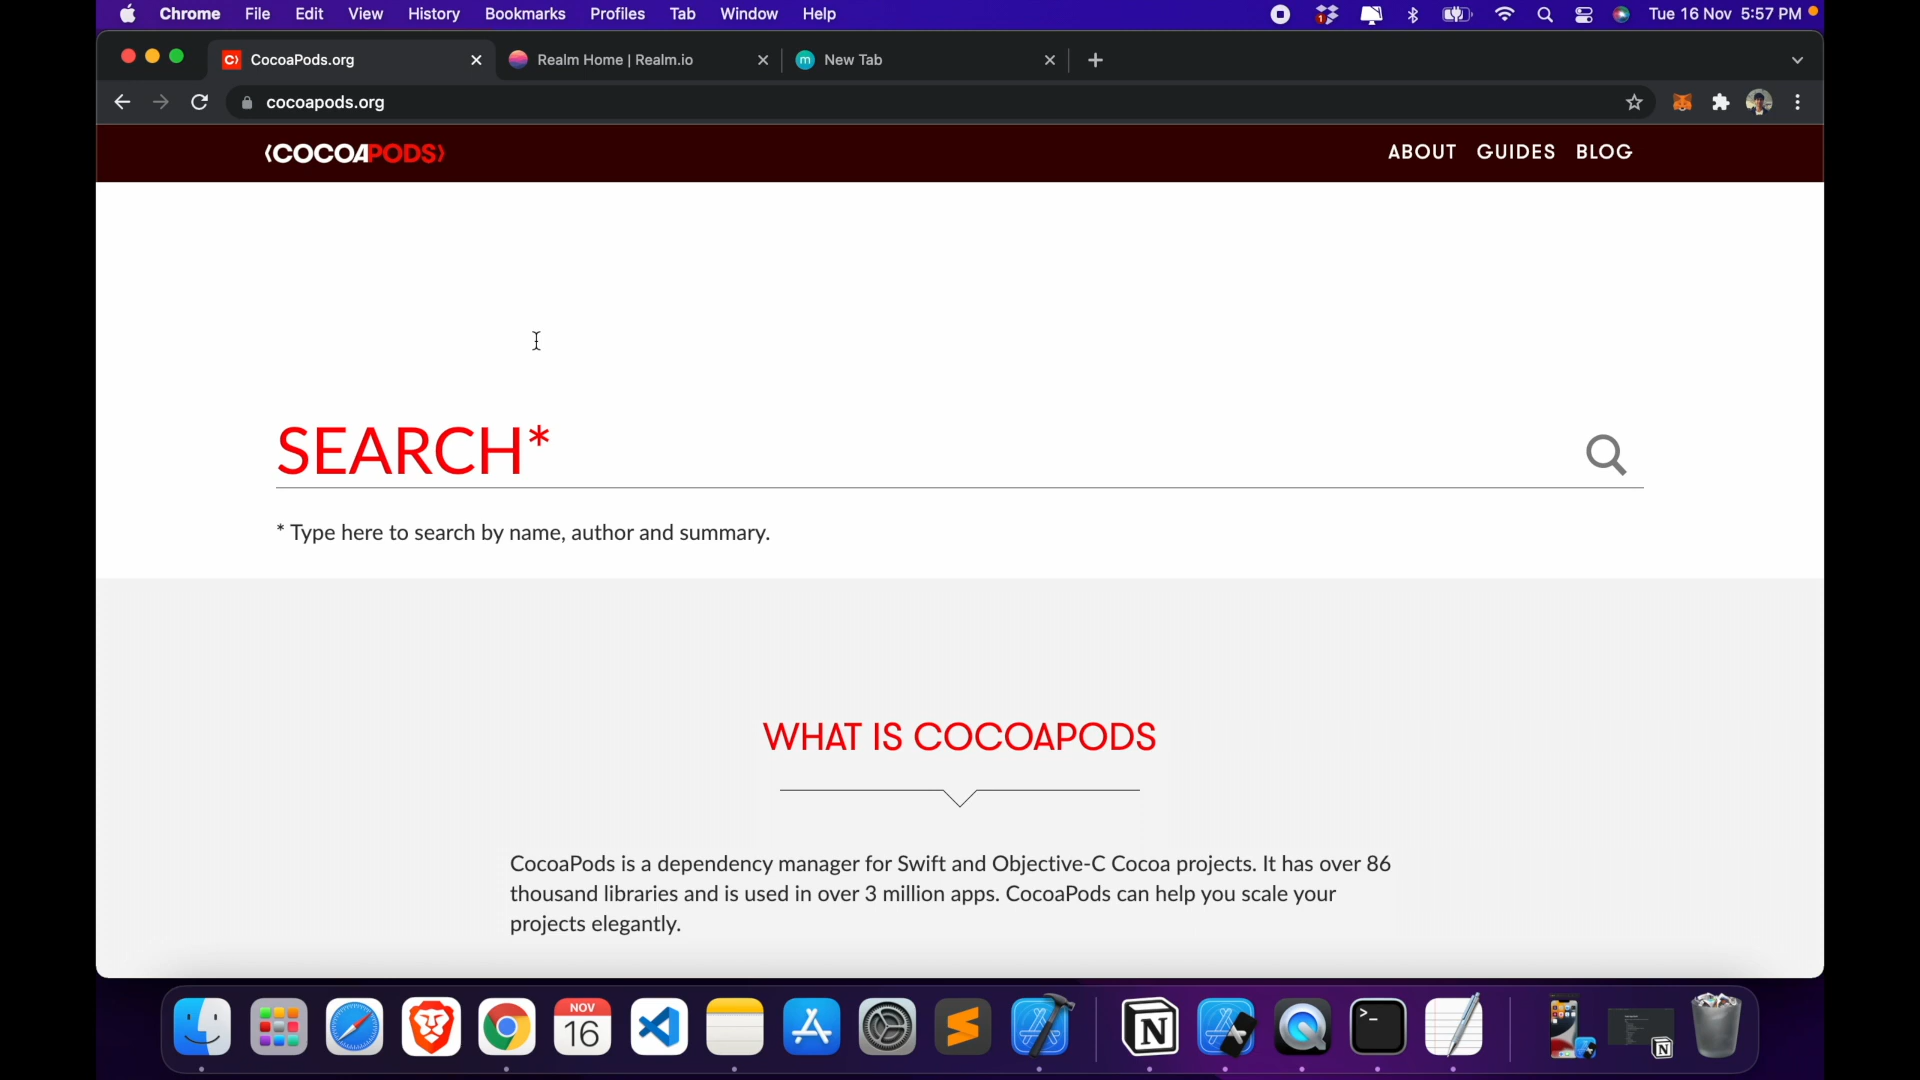 Chrome File Edit View History Bookmarks Profiles Tab Window Help 1 Tue 16 Nov 5:57 PM
C> CocoaPods.org Realm Home | Realm.io m New Tab
cocoapods.org
<COCOAPODS> ABOUT GUIDES BLOG
SEARCH*
* Type here to search by name, author and summary.
WHAT IS COCOAPODS
CocoaPods is a dependency manager for Swift and Objective-C Cocoa projects. It has over 86
thousand libraries and is used in over 3 million apps. CocoaPods can help you scale your
projects elegantly.
NOV
16
N
>_
N